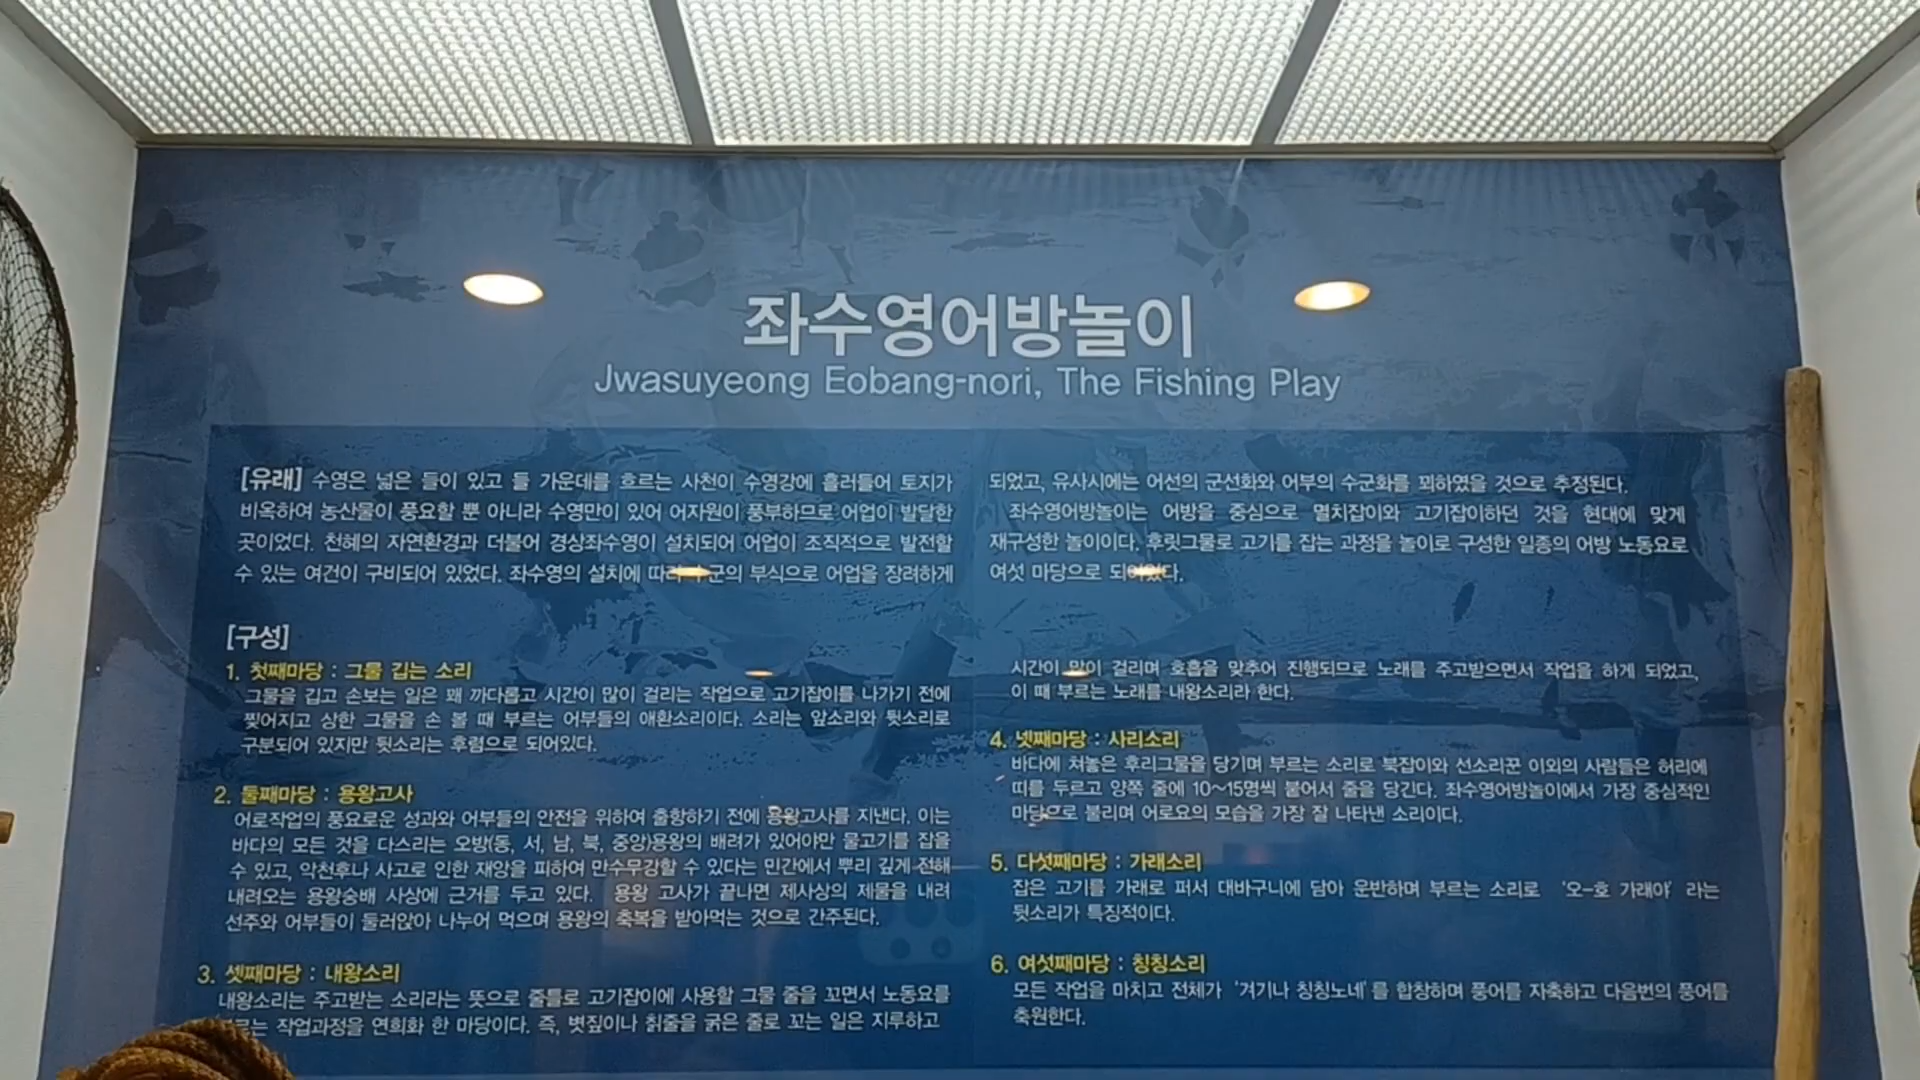 좌수영어방놀이
Jwasuyeong Eobang-nori, The Fishing Play
[유래] 수영은 넓은 들이 있고 들 가운데를 흐르는 사천이 수영강에 흘러들어 토지가
비옥하여 농산물이 풍요할 뿐 아니라 수영만이 있어 어자원이 풍부하므로 어업이 발달한
곳이었다. 천혜의 자연환경과 더불어 경상좌수영이 설치되어 어업이 조직적으로 발전할
수 있는 여건이 구비되어 있었다. 좌수영의 설치에 부식으로 어업을 장려하게
되었고, 유사시에는 어선의 군선화와 어부의 수군화를 꾀하였을 것으로 추정된다.
좌수영어방놀이는 어방을 중심으로 멸치잡이와 고기잡이하던 것을 현대에 맞게
재구성한 놀이이다. 후릿그물로 고기를 잡는 과정을 놀이로 구성한 일종의 어방 노동요로
여섯 마당으로 되어있다.
[구성]
1. 첫째마당 : 그물 깁는 소리
그물을 깁고 손보는 일은 꽤 까다롭고 시간이 많이 걸리는 작업으로 고기잡이를 나가기 전에
찢어지고 상한 그물을 손 볼 때 부르는 어부들의 애환소리이다. 소리는 앞소리와 뒷소리로
구분되어 있지만 뒷소리는 후렴으로 되어있다.
2. 둘째마당 : 용왕고사
어로작업의 풍요로운 성과와 어부들의 안전을 위하여 출항하기 전에 용왕고사를 지낸다. 이는
바다의 모든 것을 다스리는 오방(동, 서, 남, 북, 중앙)용왕의 배려가 있어야만 물고기를 잡을
수 있고, 악천후나 사고로 인한 재앙을 피하여 만수무강할 수 있다는 민간에서 뿌리 깊게 전해
내려오는 용왕숭배 사상에 근거를 두고 있다. 용왕 고사가 끝나면 제사상의 제물을 내려
선주와 어부들이 둘러앉아 나누어 먹으며 용왕의 축복을 받아먹는 것으로 간주된다.
3. 셋째마당 : 내왕소리
내왕소리는 주고받는 소리라는 뜻으로 줄틀로 고기잡이에 사용할 그물 줄을 꼬면서 노동요를
작업과정을 연희화 한 마당이다. 즉, 볏짚이나 칡줄을 굵은 줄로 꼬는 일은 지루하고
시간이 많이 걸리며 호흡을 맞추어 진행되므로 노래를 주고받으면서 작업을 하게 되었고,
이 때 부르는 노래를 내왕소리라 한다.
4. 넷째마당 : 사리소리
바다에 쳐놓은 후리그물을 당기며 부르는 소리로 북잡이와 선소리꾼 이외의 사람들은 허리에
띠를 두르고 양쪽 줄에 10~15명씩 붙어서 줄을 당긴다. 좌수영어방놀이에서 가장 중심적인
마당으로 불리며 어로요의 모습을 가장 잘 나타낸 소리이다.
5. 다섯째마당 : 가래소리
잡은 고기를 가래로 퍼서 대바구니에 담아 운반하며 부르는 소리로 '오-호 가래야' 라는
뒷소리가 특징적이다.
6. 여섯째마당 : 칭칭소리
모든 작업을 마치고 전체가 '겨기나 칭칭노네'를 합창하며 풍어를 자축하고 다음번의 풍어를
축원한다.